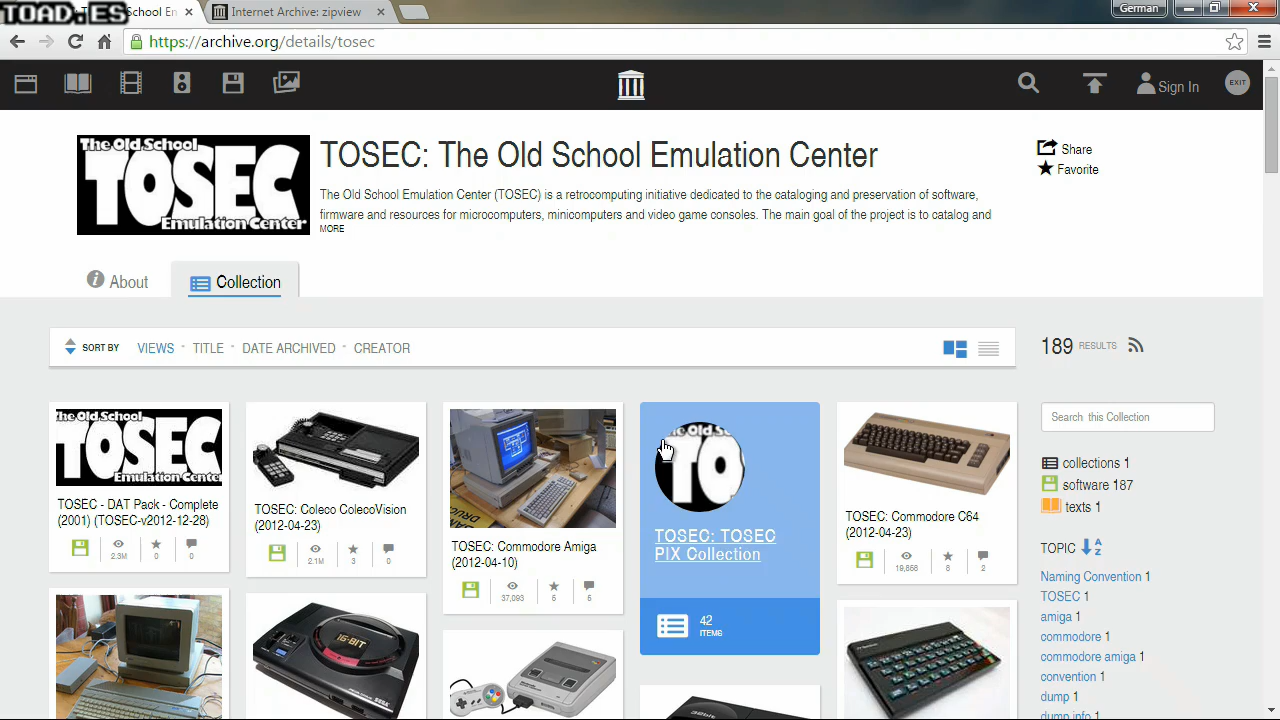 TOAD.ES
School En
Internet Archive: zipview
German
https://archive.org/details/tosec
Sign In
EXIT
The Old School
TOSEC
Emulation Center
TOSEC: The Old School Emulation Center
The Old School Emulation Center (TOSEC) is a retrocomputing initiative dedicated to the cataloging and preservation of software,
firmware and resources for microcomputers, minicomputers and video game consoles. The main goal of the project is to catalog and
MORE
Share
Favorite
About
Collection
SORT BY VIEWS TITLE DATE ARCHIVED CREATOR
189 RESULTS
Search this Collection
collections 1
software 187
texts 1
TOPIC
Naming Convention 1
TOSEC 1
amiga 1
commodore 1
commodore amiga 1
convention 1
dump 1
dump info 1
The Old School
TOSEC
Emulation Center
TOSEC - DAT Pack - Complete
(2001) (TOSEC-v2012-12-28)
2.3M 0 0
TOSEC: Coleco ColecoVision
(2012-04-23)
2.1M 3 0
TOSEC: Commodore Amiga
(2012-04-10)
37,093 5 6
TOSEC: TOSEC
PIX Collection
42
ITEMS
TOSEC: Commodore C64
(2012-04-23)
19,856 8 2
16-BIT
SEGA
32bit